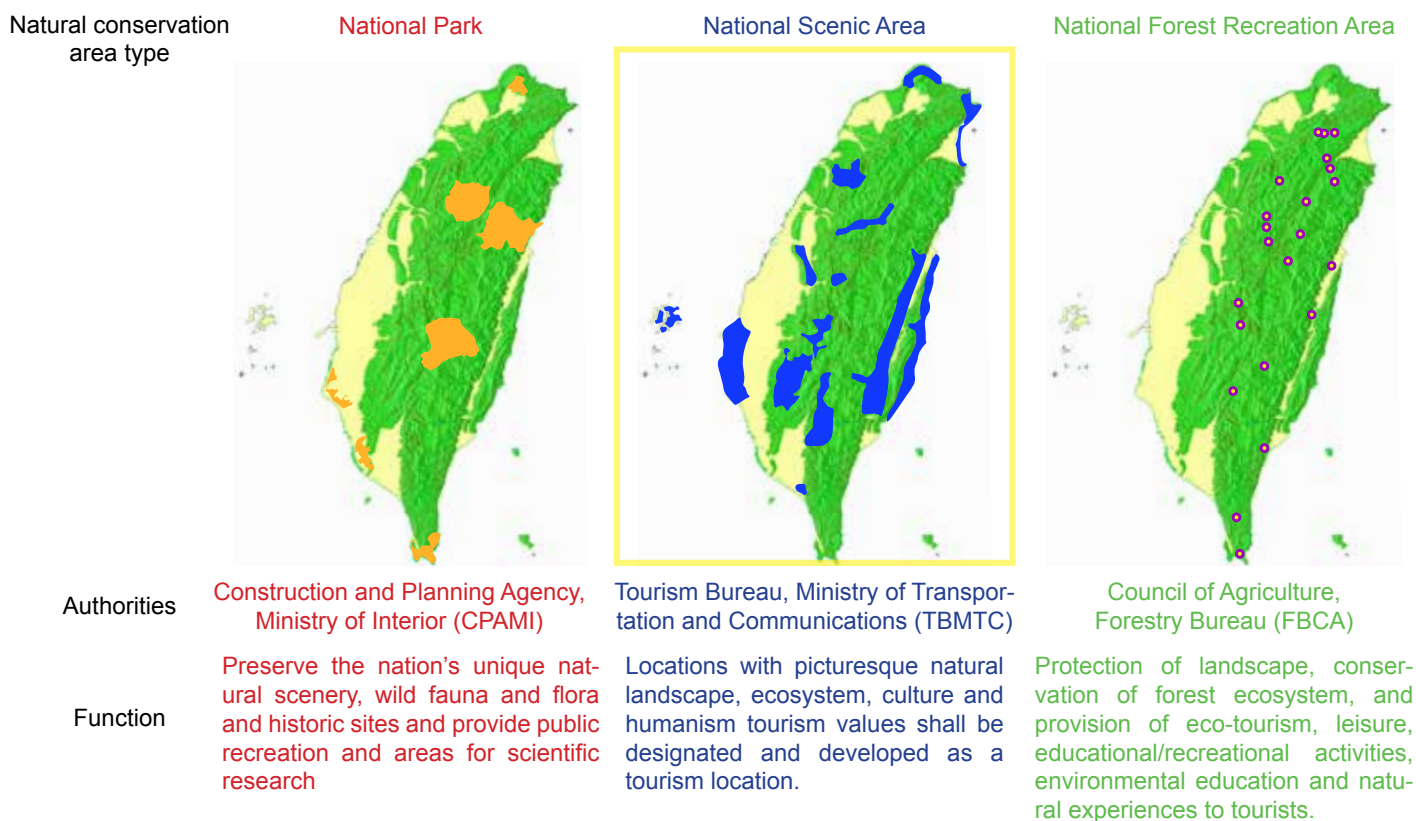 Natural conservation
area type
National Park
National Scenic Area
National Forest Recreation Area
Authorities
Construction and Planning Agency,
Ministry of Interior (CPAMI)
Tourism Bureau, Ministry of Transpor-
tation and Communications (TBMTC)
Council of Agriculture,
Forestry Bureau (FBCA)
Function
Preserve the nation’s unique nat-
ural scenery, wild fauna and flora
and historic sites and provide public
recreation and areas for scientific
research
Locations with picturesque natural
landscape, ecosystem, culture and
humanism tourism values shall be
designated and developed as a
tourism location.
Protection of landscape, conser-
vation of forest ecosystem, and
provision of eco-tourism, leisure,
educational/recreational activities,
environmental education and natu-
ral experiences to tourists.